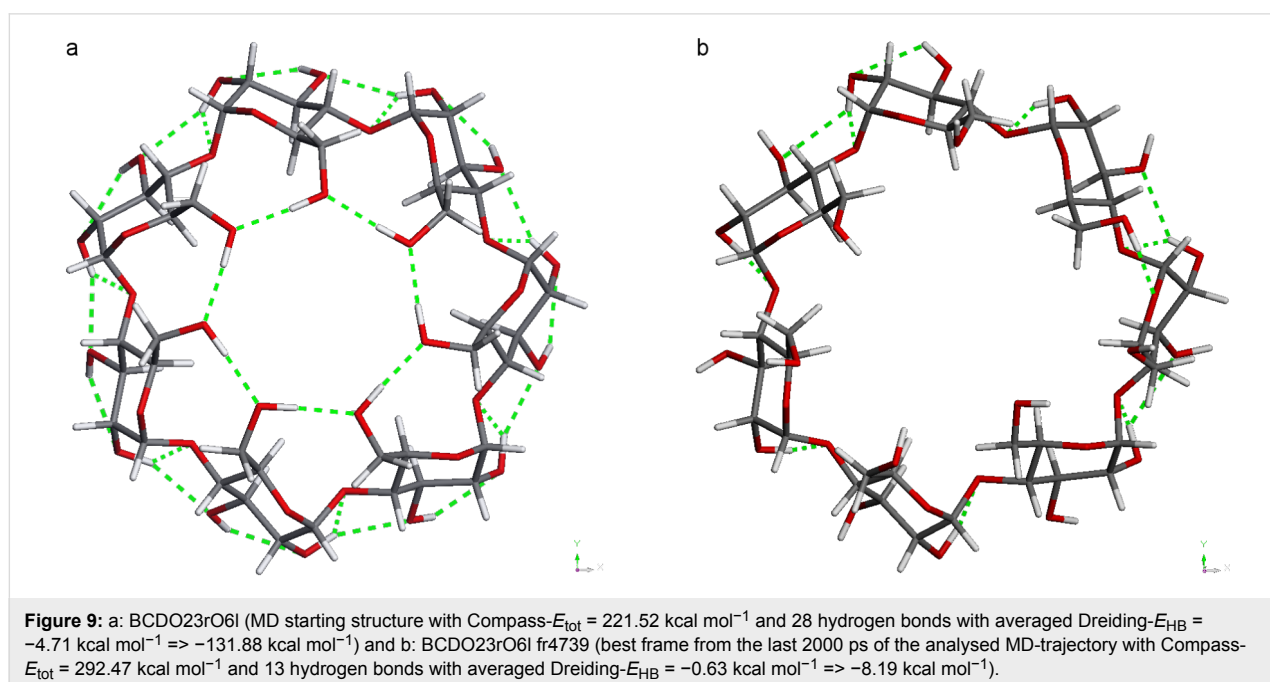 a
b
Y
X
Y
X
Figure 9: a: BCDO23rO6l (MD starting structure with Compass-Etot = 221.52 kcal mol−1 and 28 hydrogen bonds with averaged Dreiding-EHB =
−4.71 kcal mol−1 => −131.88 kcal mol−1) and b: BCDO23rO6l fr4739 (best frame from the last 2000 ps of the analysed MD-trajectory with Compass-
Etot = 292.47 kcal mol−1 and 13 hydrogen bonds with averaged Dreiding-EHB = −0.63 kcal mol−1 => −8.19 kcal mol−1).